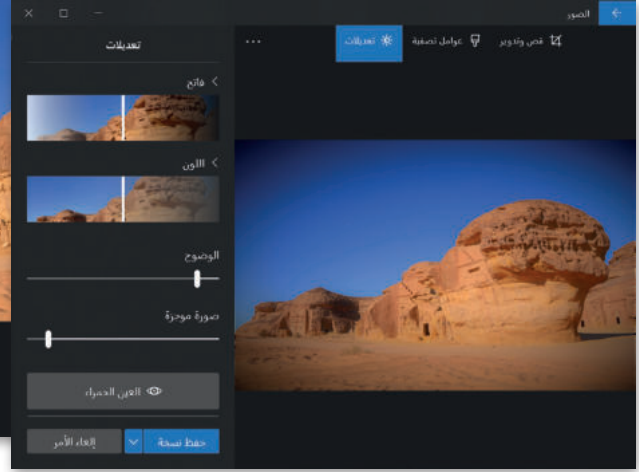 الصور
قص وتدوير
عوامل تصفية
تعديلات
...
تعديلات
فاتح
اللون
الوضوح
صورة موجزة
العين الحمراء
حفظ نسخة
إلغاء الأمر